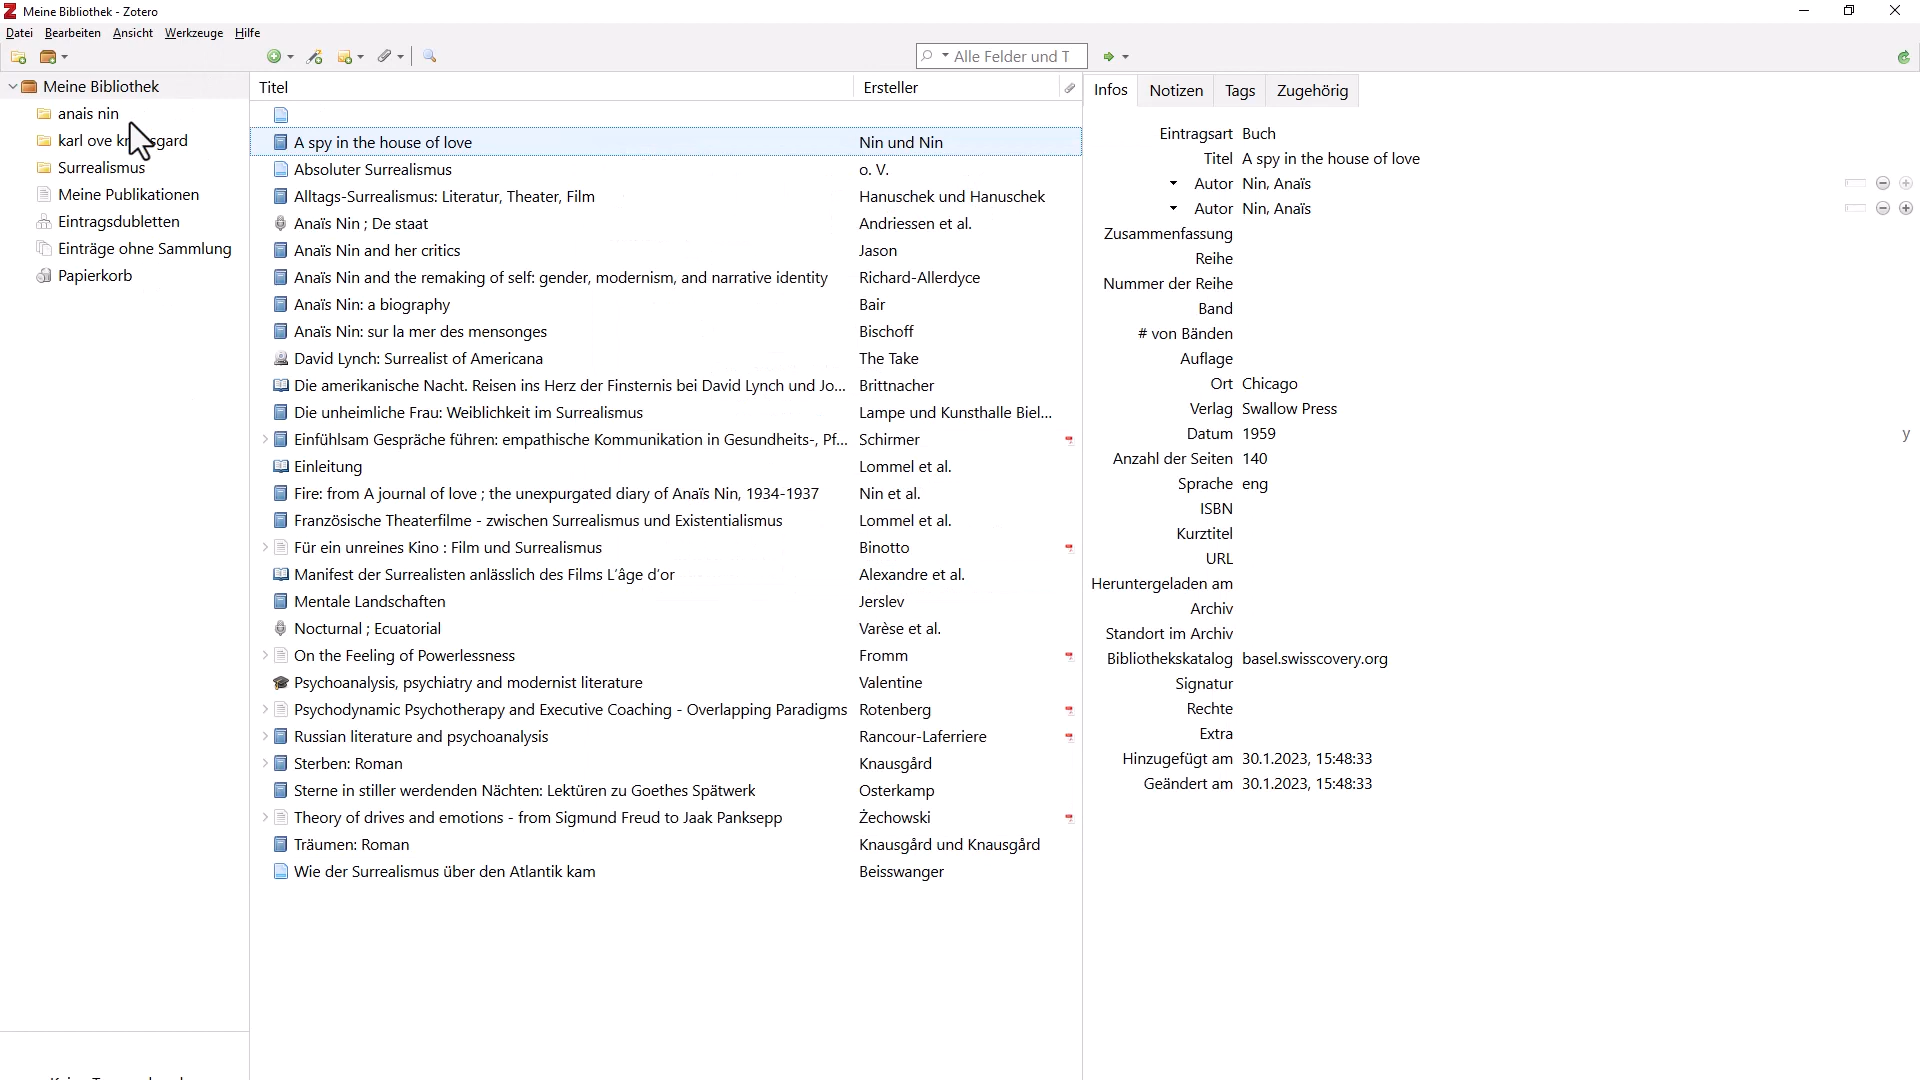 Meine Bibliothek - Zotero
Datei Bearbeiten Ansicht Werkzeuge Hilfe
Alle Felder und T
Meine Bibliothek
anais nin
karl ove
Surrealismus
Meine Publikationen
Eintragsdubletten
Einträge ohne Sammlung
Papierkorb
Titel Ersteller
A spy in the house of love Nin und Nin
Absoluter Surrealismus o. V.
Alltags-Surrealismus: Literatur, Theater, Film Hanuschek und Hanuschek
Anaïs Nin ; De staat Andriessen et al.
Anaïs Nin and her critics Jason
Anaïs Nin and the remaking of self: gender, modernism, and narrative identity Richard-Allerdyce
Anaïs Nin: a biography Bair
Anaïs Nin: sur la mer des mensonges Bischoff
David Lynch: Surrealist of Americana The Take
Die amerikanische Nacht. Reisen ins Herz der Finsternis bei David Lynch und Jo... Brittnacher
Die unheimliche Frau: Weiblichkeit im Surrealismus Lampe und Kunsthalle Biel...
Einfühlsam Gespräche führen: empathische Kommunikation in Gesundheits-, Pf... Schirmer
Einleitung Lommel et al.
Fire: from A journal of love ; the unexpurgated diary of Anaïs Nin, 1934-1937 Nin et al.
Französische Theaterfilme - zwischen Surrealismus und Existentialismus Lommel et al.
Für ein unreines Kino : Film und Surrealismus Binotto
Manifest der Surrealisten anlässlich des Films L'âge d'or Alexandre et al.
Mentale Landschaften Jerslev
Nocturnal ; Ecuatorial Varèse et al.
On the Feeling of Powerlessness Fromm
Psychoanalysis, psychiatry and modernist literature Valentine
Psychodynamic Psychotherapy and Executive Coaching - Overlapping Paradigms Rotenberg
Russian literature and psychoanalysis Rancour-Laferriere
Sterben: Roman Knausgård
Sterne in stiller werdenden Nächten: Lektüren zu Goethes Spätwerk Osterkamp
Theory of drives and emotions - from Sigmund Freud to Jaak Panksepp Żechowski
Träumen: Roman Knausgård und Knausgård
Wie der Surrealismus über den Atlantik kam Beisswanger
Infos Notizen Tags Zugehörig
Eintragsart Buch
Titel A spy in the house of love
Autor Nin, Anaïs
Autor Nin, Anaïs
Zusammenfassung
Reihe
Nummer der Reihe
Band
# von Bänden
Auflage
Ort Chicago
Verlag Swallow Press
Datum 1959 y
Anzahl der Seiten 140
Sprache eng
ISBN
Kurztitel
URL
Heruntergeladen am
Archiv
Standort im Archiv
Bibliothekskatalog basel.swisscovery.org
Signatur
Rechte
Extra
Hinzugefügt am 30.1.2023, 15:48:33
Geändert am 30.1.2023, 15:48:33